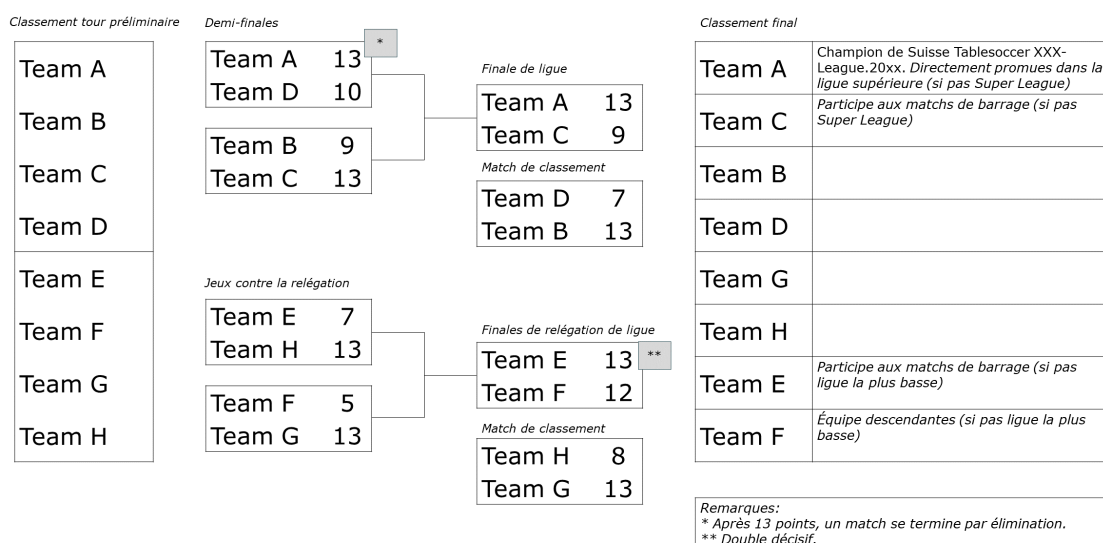 Classement tour préliminaire
Team A
Team B
Team C
Team D
Team E
Team F
Team G
Team H
Demi-finales
*
Team A 13
Team D 10
Team B 9
Team C 13
Finale de ligue
Team A 13
Team C 9
Match de classement
Team D 7
Team B 13
Jeux contre la relégation
Team E 7
Team H 13
Team F 5
Team G 13
Finales de relégation de ligue
Team E 13 **
Team F 12
Match de classement
Team H 8
Team G 13
Classement final
Team A
Champion de Suisse Tablesoccer XXX-
League.20xx. Directement promues dans la
ligue supérieure (si pas Super League)
Team C
Participe aux matchs de barrage (si pas
Super League)
Team B
Team D
Team G
Team H
Team E
Participe aux matchs de barrage (si pas
ligue la plus basse)
Team F
Équipe descendantes (si pas ligue la plus
basse)
Remarques:
* Après 13 points, un match se termine par élimination.
** Double décisif.